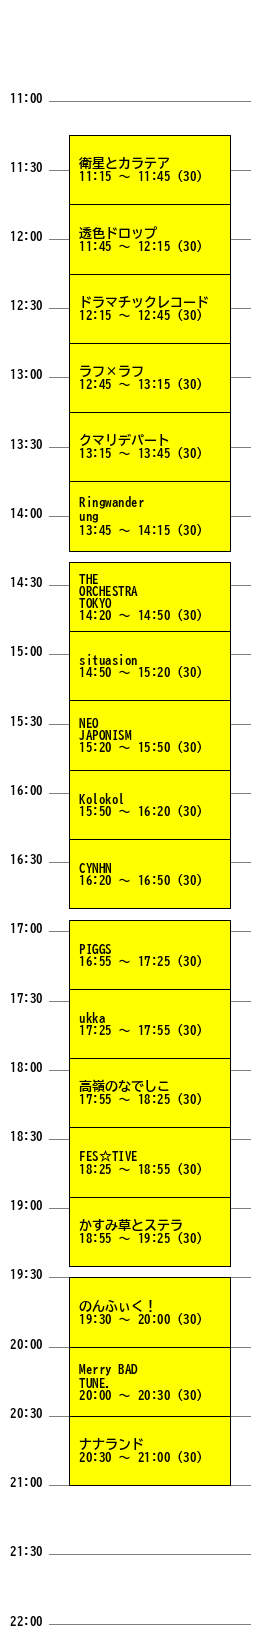 11:00
11:30
衛星とカラテア
11:15 ～ 11:45 (30)
12:00
透色ドロップ
11:45 ～ 12:15 (30)
12:30
ドラマチックレコード
12:15 ～ 12:45 (30)
13:00
ラフ×ラフ
12:45 ～ 13:15 (30)
13:30
クマリデパート
13:15 ～ 13:45 (30)
14:00
Ringwander
ung
13:45 ～ 14:15 (30)
14:30
THE
ORCHESTRA
TOKYO
14:20 ～ 14:50 (30)
15:00
situasion
14:50 ～ 15:20 (30)
15:30
NEO
JAPONISM
15:20 ～ 15:50 (30)
16:00
Kolokol
15:50 ～ 16:20 (30)
16:30
CYNHN
16:20 ～ 16:50 (30)
17:00
PIGGS
16:55 ～ 17:25 (30)
17:30
ukka
17:25 ～ 17:55 (30)
18:00
高嶺のなでしこ
17:55 ～ 18:25 (30)
18:30
FES☆TIVE
18:25 ～ 18:55 (30)
19:00
かすみ草とステラ
18:55 ～ 19:25 (30)
19:30
のんふぃく！
19:30 ～ 20:00 (30)
20:00
Merry BAD
TUNE.
20:00 ～ 20:30 (30)
20:30
ナナランド
20:30 ～ 21:00 (30)
21:00
21:30
22:00